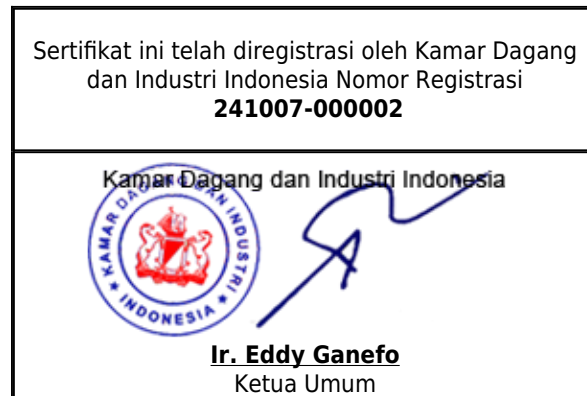 Sertifikat ini telah diregistrasi oleh Kamar Dagang
dan Industri Indonesia Nomor Registrasi
241007-000002
Kamar Dagang dan Industri Indonesia
KAMAR DAGANG DAN INDUSTRI
INDONESIA
Ir. Eddy Ganefo
Ketua Umum